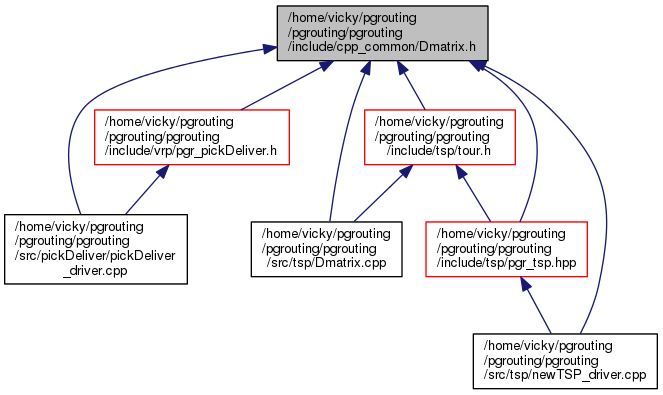 /home/vicky/pgrouting
/pgrouting/pgrouting
/include/cpp_common/Dmatrix.h
/home/vicky/pgrouting
/pgrouting/pgrouting
/include/vrp/pgr_pickDeliver.h
/home/vicky/pgrouting
/pgrouting/pgrouting
/include/tsp/tour.h
/home/vicky/pgrouting
/pgrouting/pgrouting
/src/pickDeliver/pickDeliver
_driver.cpp
/home/vicky/pgrouting
/pgrouting/pgrouting
/src/tsp/Dmatrix.cpp
/home/vicky/pgrouting
/pgrouting/pgrouting
/include/tsp/pgr_tsp.hpp
/home/vicky/pgrouting
/pgrouting/pgrouting
/src/tsp/newTSP_driver.cpp